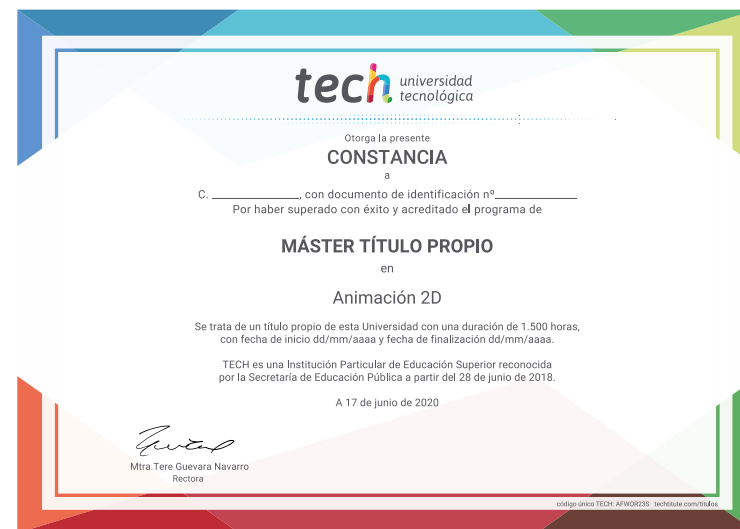 tech universidad
tecnológica
Otorga la presente
CONSTANCIA
a
C. ______________, con documento de identificación nº______________
Por haber superado con éxito y acreditado el programa de
MÁSTER TÍTULO PROPIO
en
Animación 2D
Se trata de un título propio de esta Universidad con una duración de 1.500 horas,
con fecha de inicio dd/mm/aaaa y fecha de finalización dd/mm/aaaa.
TECH es una Institución Particular de Educación Superior reconocida
por la Secretaría de Educación Pública a partir del 28 de junio de 2018.
A 17 de junio de 2020
Mtra.Tere Guevara Navarro
Rectora
código único TECH: AFWOR23S techtitute.com/titulos